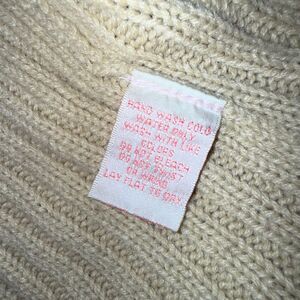 HAND WASH COLD
WATER ONLY
WASH WITH LIKE
COLORS
DO NOT BLEACH
DO NOT TWIST
OR WRING
LAY FLAT TO DRY